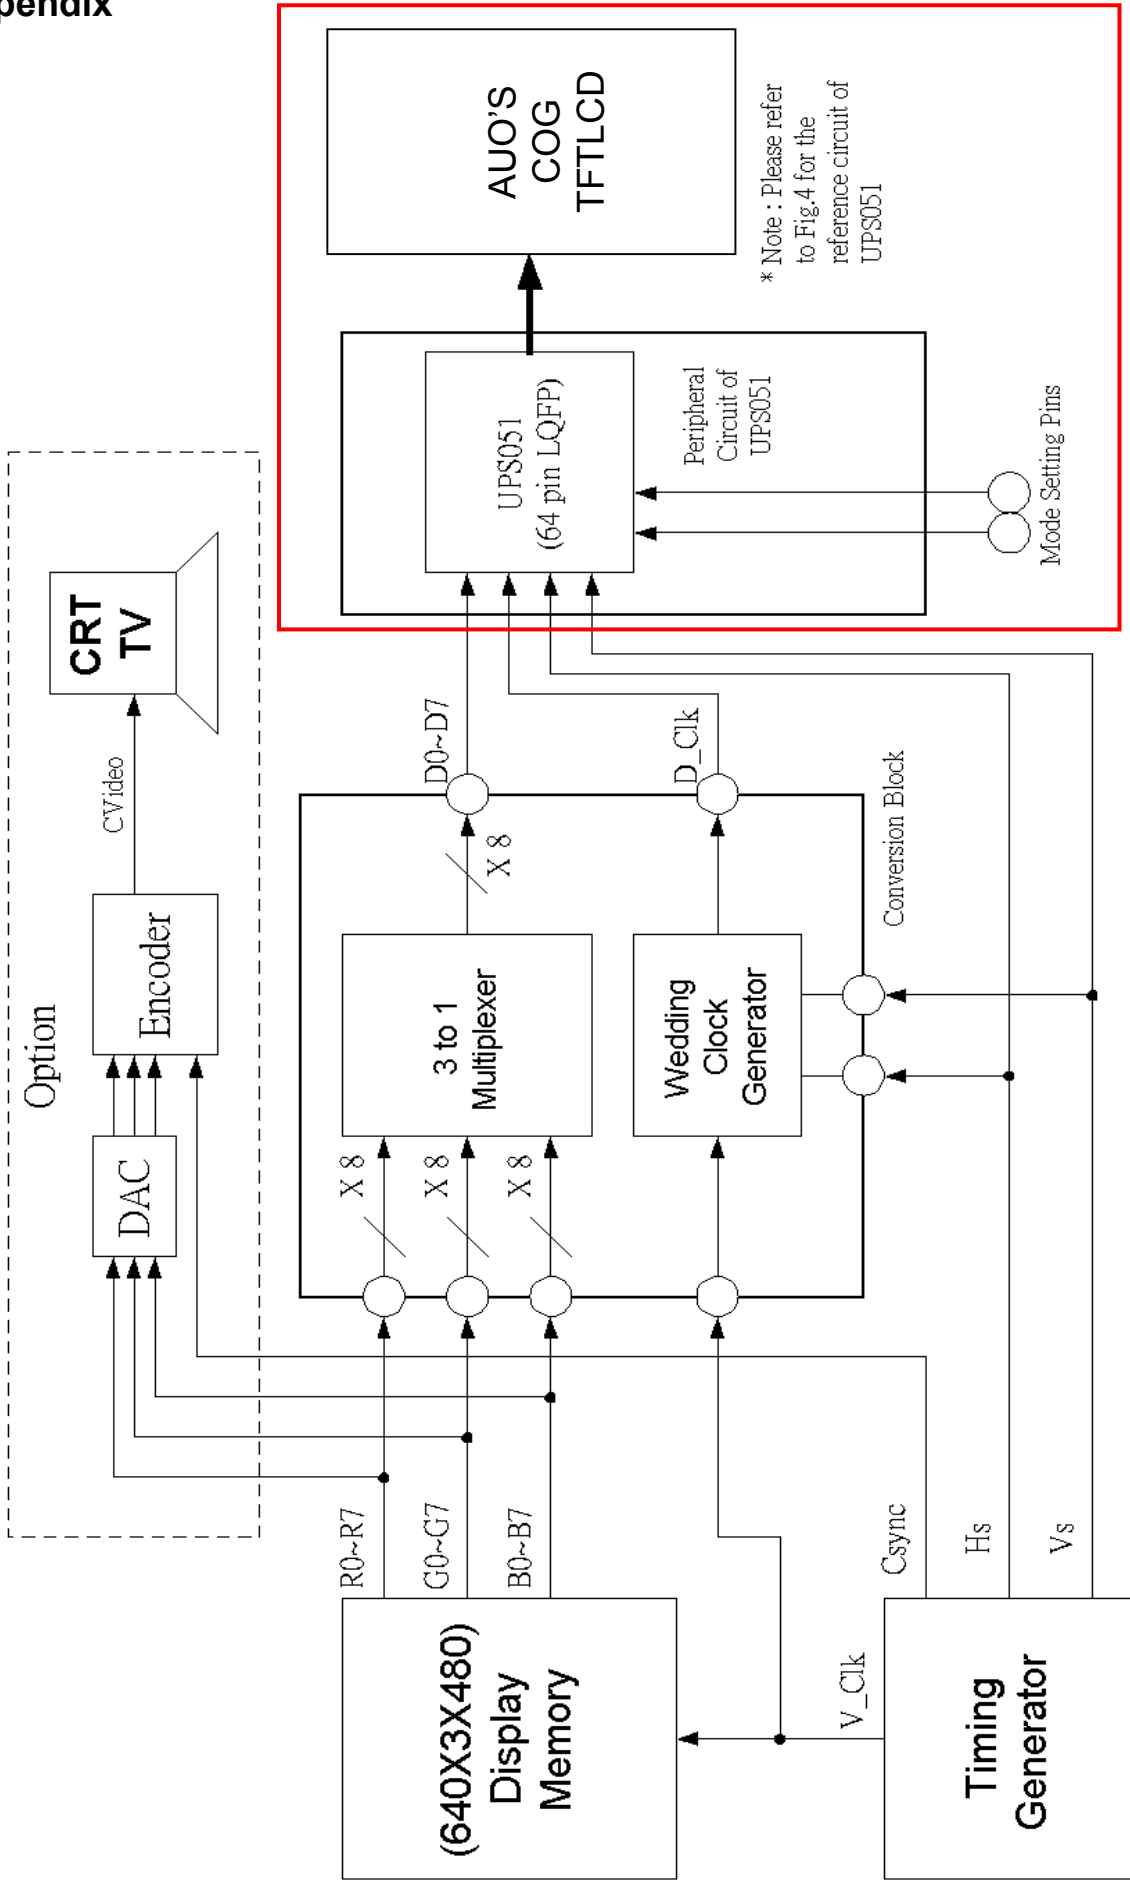 pendix
Option
CRT
TV
CVideo
Encoder
DAC
AUO'S
COG
TFTLCD
* Note : Please refer
to Fig.4 for the
reference circuit of
UPS051
UPS051
(64 pin LQFP)
Peripheral
Circuit of
UPS051
Mode Setting Pins
D0~D7
D_Clk
X 8
Conversion Block
3 to 1
Multiplexer
Wedding
Clock
Generator
X 8
X 8
X 8
R0~R7
G0~G7
B0~B7
Csync
Hs
Vs
(640X3X480)
Display
Memory
V_Clk
Timing
Generator